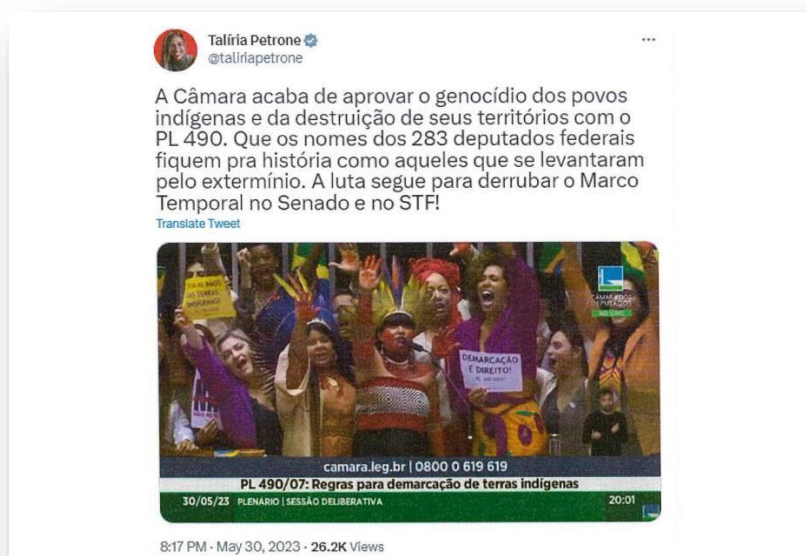 Talíria Petrone
@taliriapetrone
A Câmara acaba de aprovar o genocídio dos povos
indígenas e da destruição de seus territórios com o
PL 490. Que os nomes dos 283 deputados federais
fiquem pra história como aqueles que se levantaram
pelo extermínio. A luta segue para derrubar o Marco
Temporal no Senado e no STF!
Translate Tweet
CÂMARA DOS
DEPUTADOS
DEMARCAÇÃO
É DIREITO!
camara.leg.br | 0800 0 619 619
PL 490/07: Regras para demarcação de terras indígenas
30/05/23 PLENÁRIO | SESSÃO DELIBERATIVA 20:01
8:17 PM · May 30, 2023 · 26.2K Views